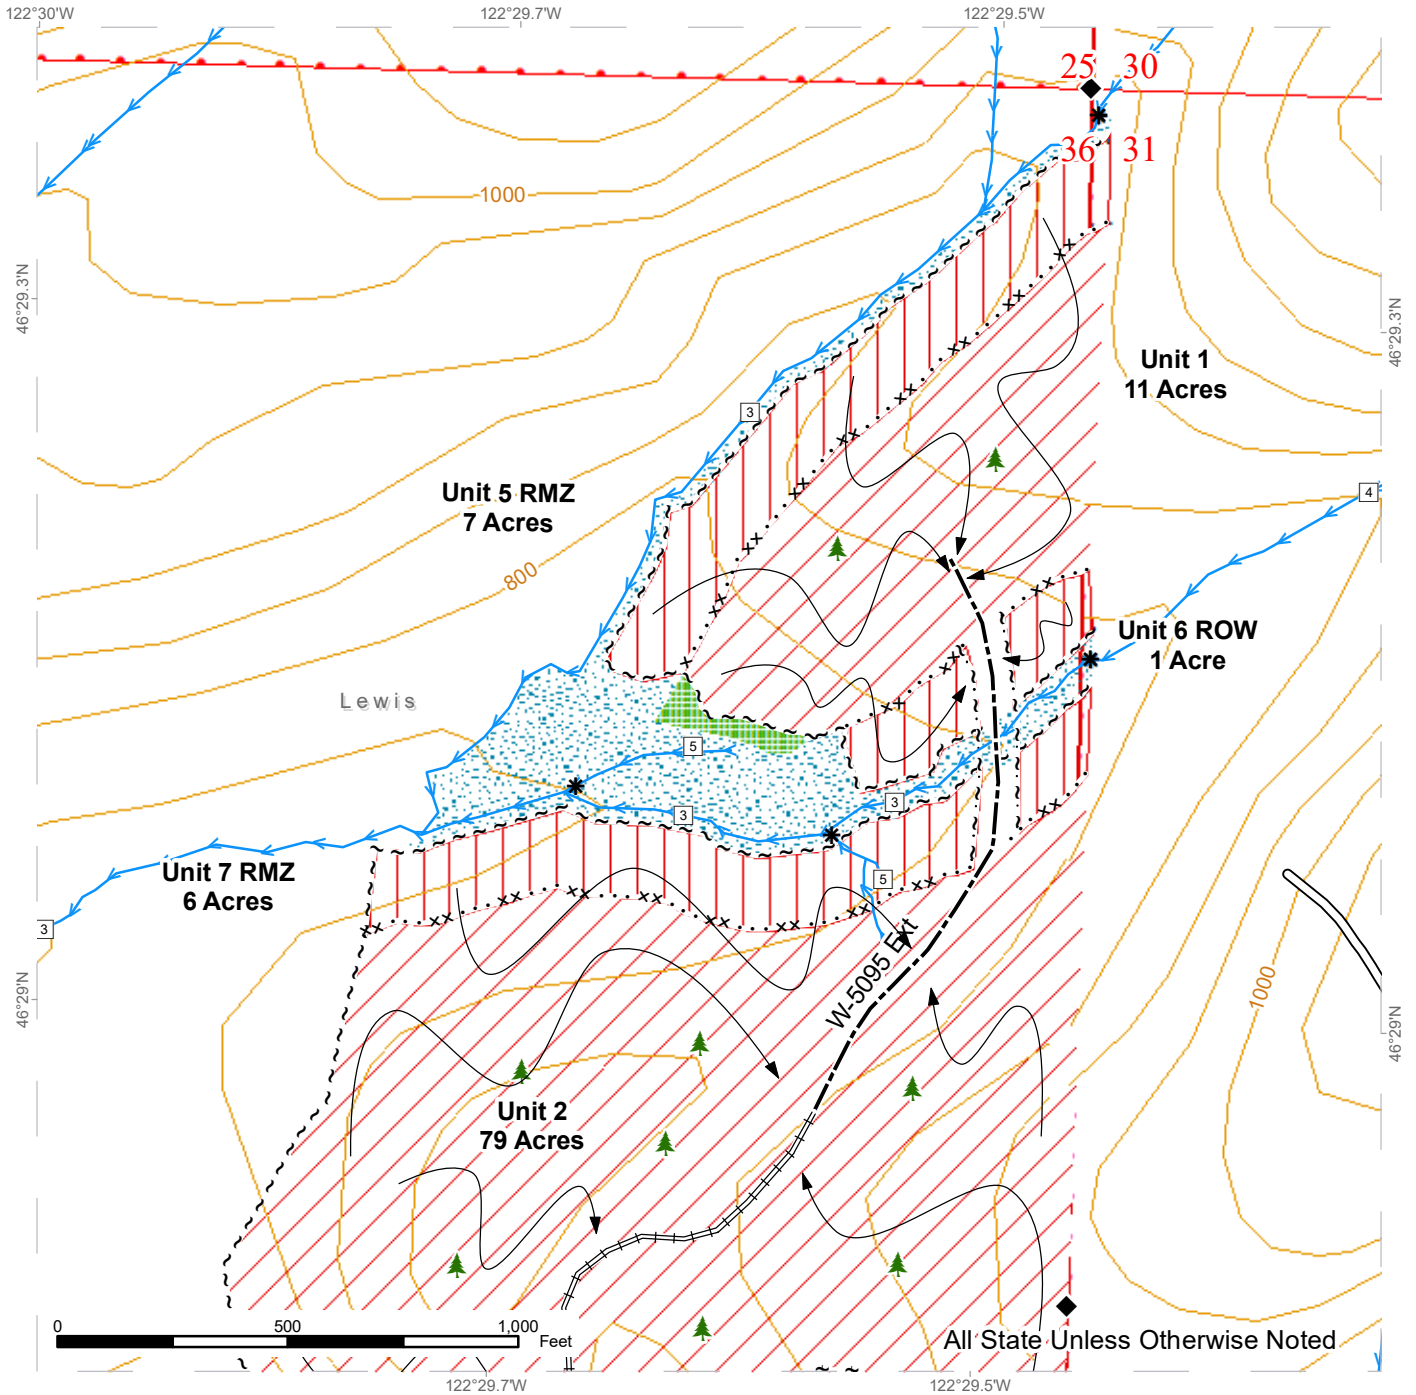 122°30'W
122°29.7'W
122°29.5'W
25
30
36
31
1000
46°29.3'N
46°29.3'N
Unit 1
11 Acres
3
4
Unit 5 RMZ
7 Acres
800
Unit 6 ROW
1 Acre
Lewis
5
3
3
Unit 7 RMZ
6 Acres
5
3
W-5095 Ext
1000
46°29'N
46°29'N
Unit 2
79 Acres
0
500
1,000
Feet
All State Unless Otherwise Noted
122°29.7'W
122°29.5'W